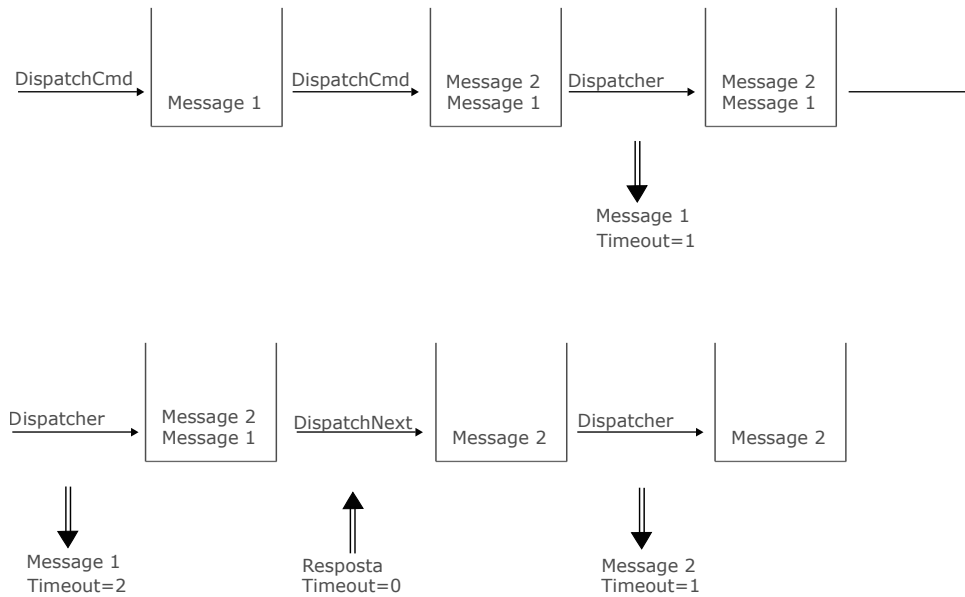 DispatchCmd
Message 1
DispatchCmd
Message 2
Message 1
Dispatcher
Message 2
Message 1
Message 1
Timeout=1
Dispatcher
Message 2
Message 1
DispatchNext
Message 2
Dispatcher
Message 2
Message 1
Timeout=2
Resposta
Timeout=0
Message 2
Timeout=1